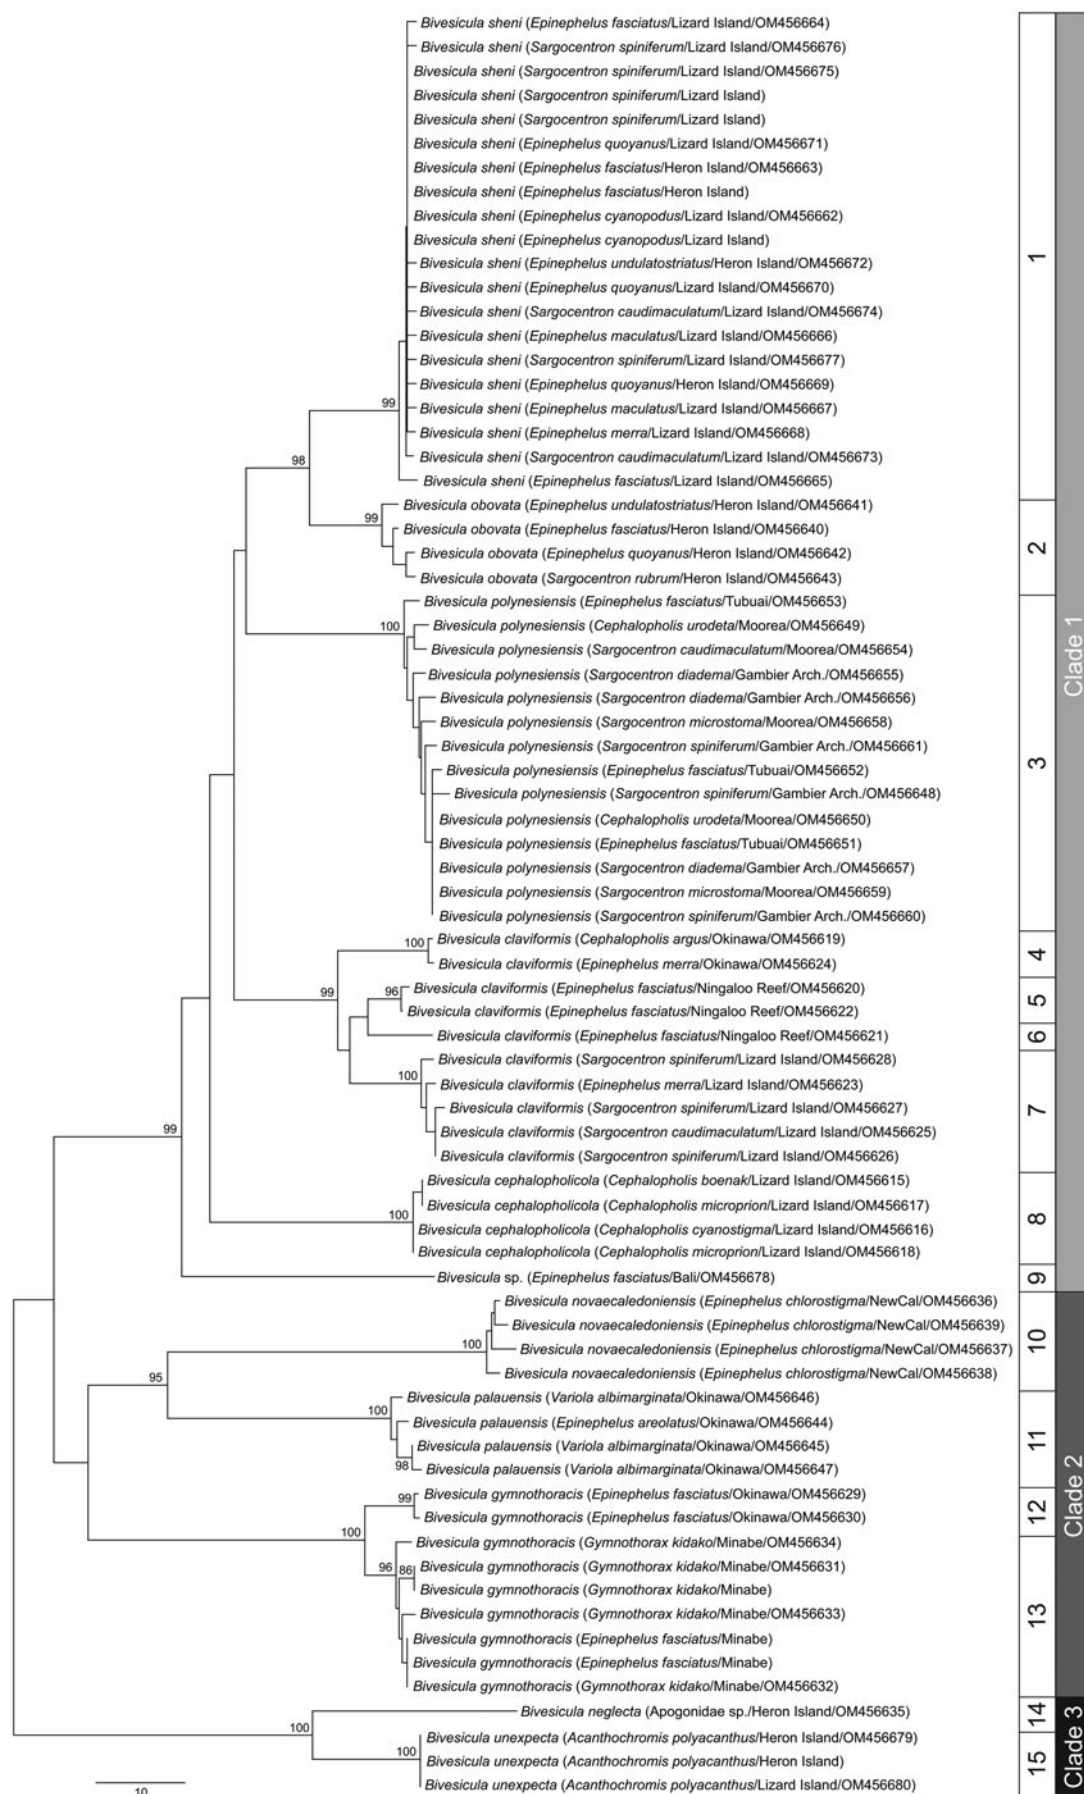 Bivesicula sheni (Epinephelus fasciatus/Lizard Island/OM456664)
Bivesicula sheni (Sargocentron spiniferum/Lizard Island/OM456676)
Bivesicula sheni (Sargocentron spiniferum/Lizard Island/OM456675)
Bivesicula sheni (Sargocentron spiniferum/Lizard Island)
Bivesicula sheni (Sargocentron spiniferum/Lizard Island)
Bivesicula sheni (Epinephelus quoyanus/Lizard Island/OM456671)
Bivesicula sheni (Epinephelus fasciatus/Heron Island/OM456663)
Bivesicula sheni (Epinephelus fasciatus/Heron Island)
Bivesicula sheni (Epinephelus cyanopodus/Lizard Island/OM456662)
Bivesicula sheni (Epinephelus cyanopodus/Lizard Island)
Bivesicula sheni (Epinephelus undulatostriatus/Heron Island/OM456672)
Bivesicula sheni (Epinephelus quoyanus/Lizard Island/OM456670)
Bivesicula sheni (Sargocentron caudimaculatum/Lizard Island/OM456674)
Bivesicula sheni (Epinephelus maculatus/Lizard Island/OM456666)
Bivesicula sheni (Sargocentron spiniferum/Lizard Island/OM456677)
Bivesicula sheni (Epinephelus quoyanus/Heron Island/OM456669)
Bivesicula sheni (Epinephelus maculatus/Lizard Island/OM456667)
Bivesicula sheni (Epinephelus merra/Lizard Island/OM456668)
Bivesicula sheni (Sargocentron caudimaculatum/Lizard Island/OM456673)
Bivesicula sheni (Epinephelus fasciatus/Lizard Island/OM456665)
1
99
98
Bivesicula obovata (Epinephelus undulatostriatus/Heron Island/OM456641)
Bivesicula obovata (Epinephelus fasciatus/Heron Island/OM456640)
Bivesicula obovata (Epinephelus quoyanus/Heron Island/OM456642)
Bivesicula obovata (Sargocentron rubrum/Heron Island/OM456643)
99
2
Bivesicula polynesiensis (Epinephelus fasciatus/Tubuai/OM456653)
Bivesicula polynesiensis (Cephalopholis urodeta/Moorea/OM456649)
Bivesicula polynesiensis (Sargocentron caudimaculatum/Moorea/OM456654)
Bivesicula polynesiensis (Sargocentron diadema/Gambier Arch./OM456655)
Bivesicula polynesiensis (Sargocentron diadema/Gambier Arch./OM456656)
Bivesicula polynesiensis (Sargocentron microstoma/Moorea/OM456658)
Bivesicula polynesiensis (Sargocentron spiniferum/Gambier Arch./OM456661)
Bivesicula polynesiensis (Epinephelus fasciatus/Tubuai/OM456652)
Bivesicula polynesiensis (Sargocentron spiniferum/Gambier Arch./OM456648)
Bivesicula polynesiensis (Cephalopholis urodeta/Moorea/OM456650)
Bivesicula polynesiensis (Epinephelus fasciatus/Tubuai/OM456651)
Bivesicula polynesiensis (Sargocentron diadema/Gambier Arch./OM456657)
Bivesicula polynesiensis (Sargocentron microstoma/Moorea/OM456659)
Bivesicula polynesiensis (Sargocentron spiniferum/Gambier Arch./OM456660)
100
3
Clade 1
Bivesicula claviformis (Cephalopholis argus/Okinawa/OM456619)
Bivesicula claviformis (Epinephelus merra/Okinawa/OM456624)
100
4
99
Bivesicula claviformis (Epinephelus fasciatus/Ningaloo Reef/OM456620)
Bivesicula claviformis (Epinephelus fasciatus/Ningaloo Reef/OM456622)
96
5
Bivesicula claviformis (Epinephelus fasciatus/Ningaloo Reef/OM456621)
6
Bivesicula claviformis (Sargocentron spiniferum/Lizard Island/OM456628)
Bivesicula claviformis (Epinephelus merra/Lizard Island/OM456623)
Bivesicula claviformis (Sargocentron spiniferum/Lizard Island/OM456627)
Bivesicula claviformis (Sargocentron caudimaculatum/Lizard Island/OM456625)
Bivesicula claviformis (Sargocentron spiniferum/Lizard Island/OM456626)
100
7
99
Bivesicula cephalopholicola (Cephalopholis boenak/Lizard Island/OM456615)
Bivesicula cephalopholicola (Cephalopholis microprion/Lizard Island/OM456617)
Bivesicula cephalopholicola (Cephalopholis cyanostigma/Lizard Island/OM456616)
Bivesicula cephalopholicola (Cephalopholis microprion/Lizard Island/OM456618)
100
8
Bivesicula sp. (Epinephelus fasciatus/Bali/OM456678)
9
Bivesicula novaecaledoniensis (Epinephelus chlorostigma/NewCal/OM456636)
Bivesicula novaecaledoniensis (Epinephelus chlorostigma/NewCal/OM456639)
Bivesicula novaecaledoniensis (Epinephelus chlorostigma/NewCal/OM456637)
Bivesicula novaecaledoniensis (Epinephelus chlorostigma/NewCal/OM456638)
100
10
95
Bivesicula palauensis (Variola albimarginata/Okinawa/OM456646)
Bivesicula palauensis (Epinephelus areolatus/Okinawa/OM456644)
Bivesicula palauensis (Variola albimarginata/Okinawa/OM456645)
Bivesicula palauensis (Variola albimarginata/Okinawa/OM456647)
100
98
11
Clade 2
Bivesicula gymnothoracis (Epinephelus fasciatus/Okinawa/OM456629)
Bivesicula gymnothoracis (Epinephelus fasciatus/Okinawa/OM456630)
99
12
100
Bivesicula gymnothoracis (Gymnothorax kidako/Minabe/OM456634)
Bivesicula gymnothoracis (Gymnothorax kidako/Minabe/OM456631)
Bivesicula gymnothoracis (Gymnothorax kidako/Minabe)
Bivesicula gymnothoracis (Gymnothorax kidako/Minabe/OM456633)
Bivesicula gymnothoracis (Epinephelus fasciatus/Minabe)
Bivesicula gymnothoracis (Epinephelus fasciatus/Minabe)
Bivesicula gymnothoracis (Gymnothorax kidako/Minabe/OM456632)
96
86
13
Bivesicula neglecta (Apogonidae sp./Heron Island/OM456635)
14
100
Bivesicula unexpecta (Acanthochromis polyacanthus/Heron Island/OM456679)
Bivesicula unexpecta (Acanthochromis polyacanthus/Heron Island)
Bivesicula unexpecta (Acanthochromis polyacanthus/Lizard Island/OM456680)
100
15
Clade 3
10